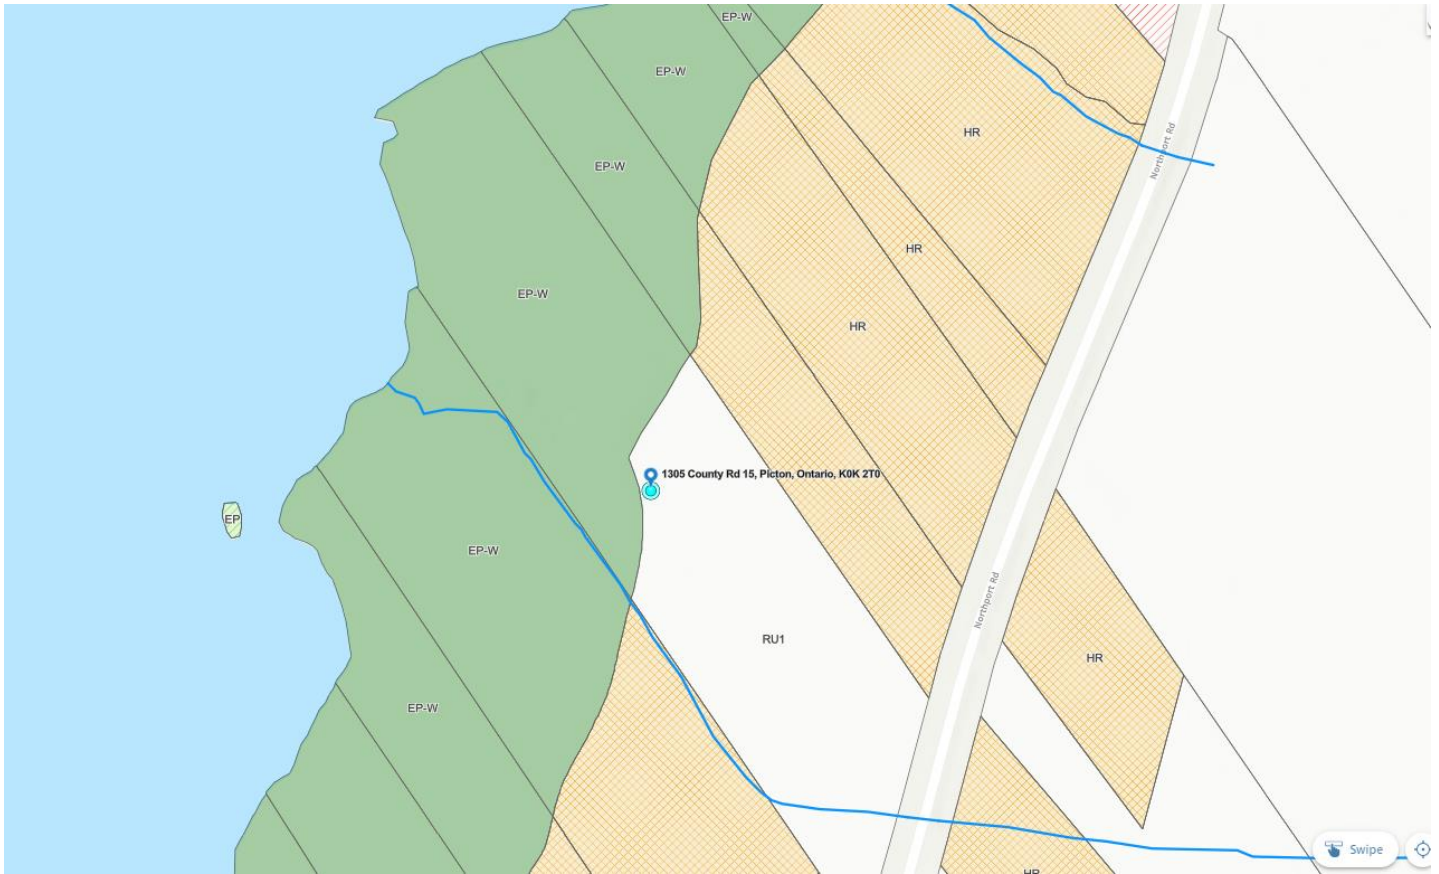 EP-W
EP-W
HR
Northport Rd
EP-W
HR
EP-W
HR
1305 County Rd 15, Picton, Ontario, K0K 2T0
EP
EP-W
Northport Rd
RU1
HR
EP-W
Swipe
HR